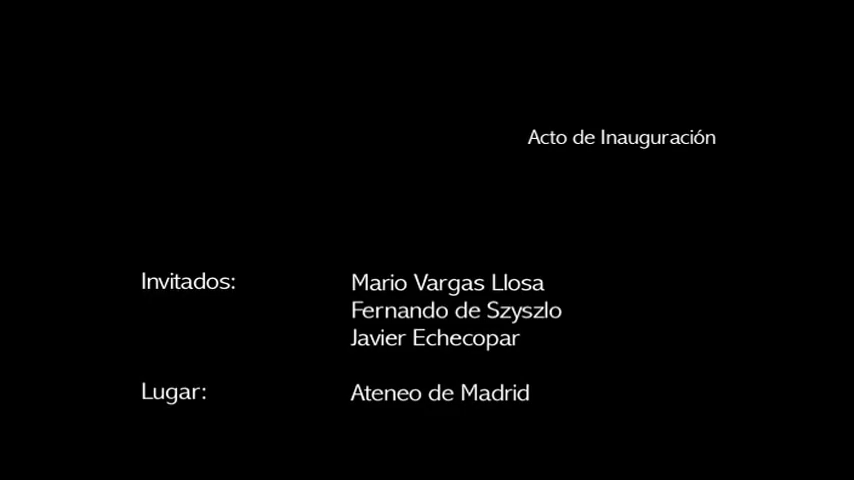 Acto de Inauguración
Invitados: Mario Vargas Llosa
Fernando de Szyszlo
Javier Echecopar
Lugar: Ateneo de Madrid